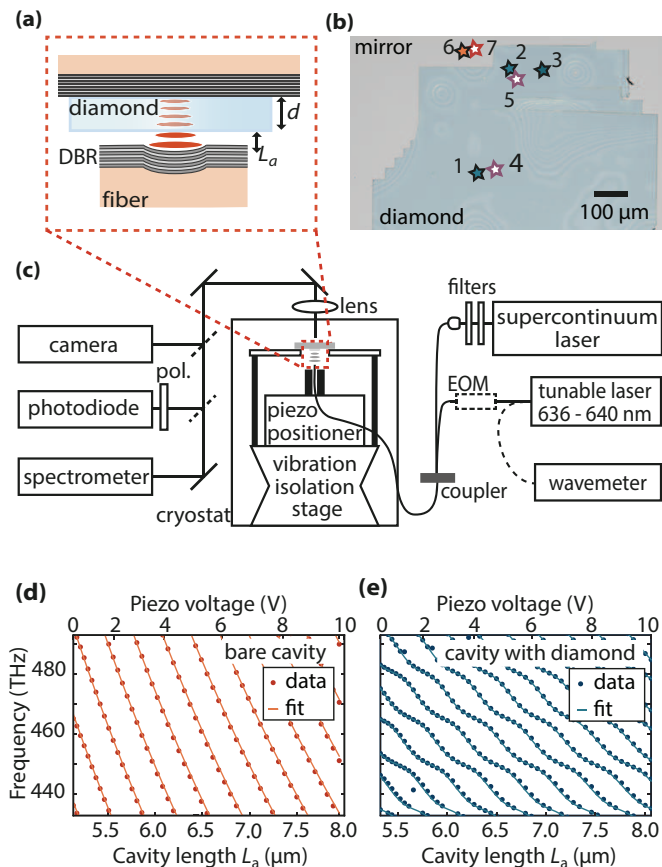 (a)
diamond
d
L_a
DBR
fiber
(b)
mirror
6
7
2
3
5
1
4
diamond
100 μm
(c)
lens
filters
supercontinuum
laser
camera
pol.
photodiode
spectrometer
cryostat
piezo
positioner
vibration
isolation
stage
EOM
tunable laser
636 - 640 nm
coupler
wavemeter
(d)
Piezo voltage (V)
0 2 4 6 8 10
bare cavity
data
fit
Frequency (THz)
480
460
440
5.5 6.0 6.5 7.0 7.5 8.0
Cavity length L_a (μm)
(e)
Piezo voltage (V)
0 2 4 6 8 10
cavity with diamond
data
fit
5.5 6.0 6.5 7.0 7.5 8.0
Cavity length L_a (μm)